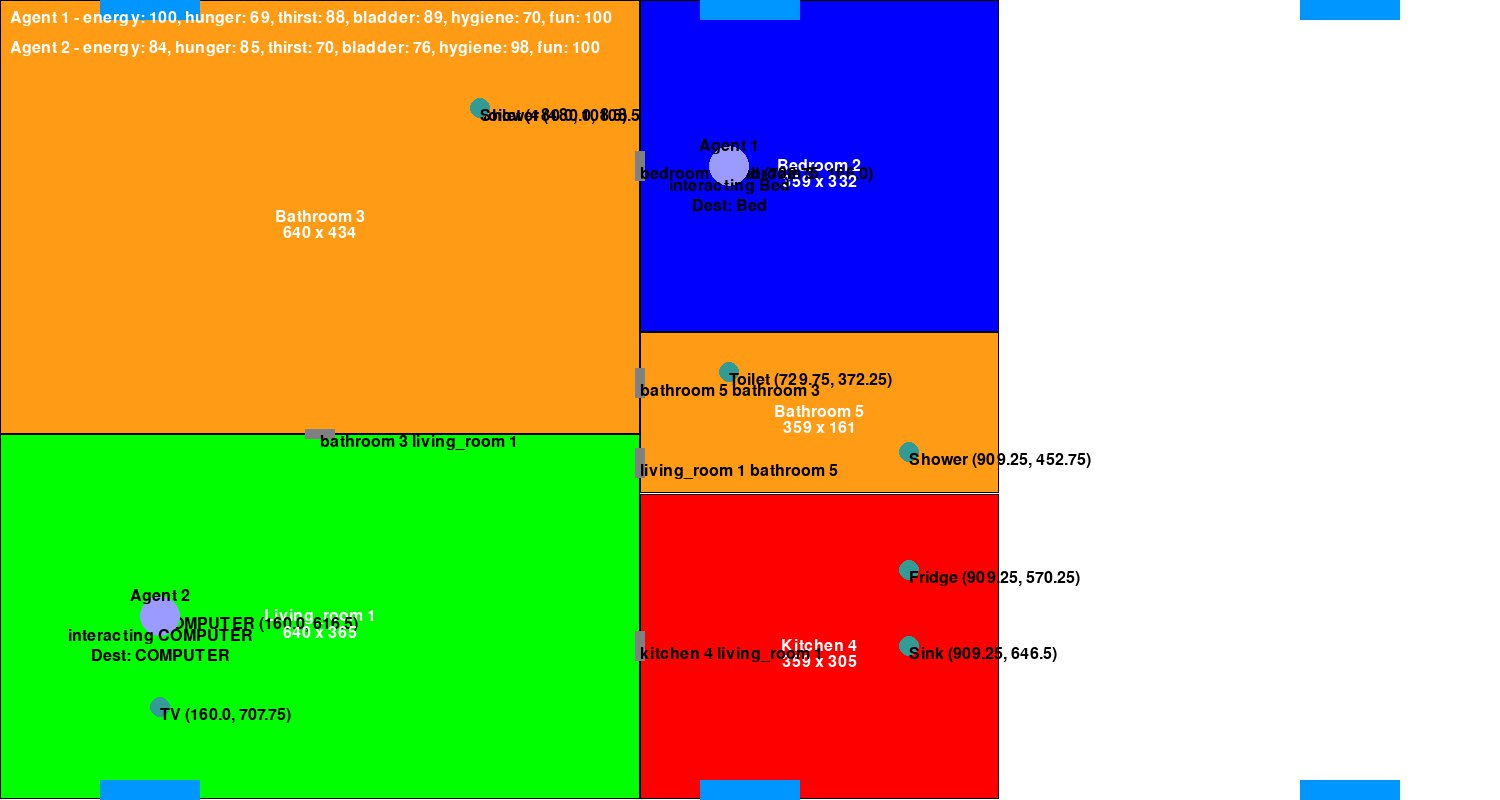 Agent 1 - energy: 100, hunger: 69, thirst: 88, bladder: 89, hygiene: 70, fun: 100
Agent 2 - energy: 84, hunger: 85, thirst: 70, bladder: 76, hygiene: 98, fun: 100
Agent 1
Bedroom 2
359 x 332
bedroom
interacting Bed
Dest: Bed
Bathroom 3
640 x 434
Toilet (729.75, 372.25)
bathroom 5 bathroom 3
Bathroom 5
359 x 161
bathroom 3 living_room 1
Shower (909.25, 452.75)
living_room 1 bathroom 5
Fridge (909.25, 570.25)
Agent 2
Living_room 1
640 x 365
COMPUTER (160.0, 616.5)
interacting COMPUTER
Dest: COMPUTER
Kitchen 4
359 x 305
kitchen 4 living_room 1
Sink (909.25, 646.5)
TV (160.0, 707.75)